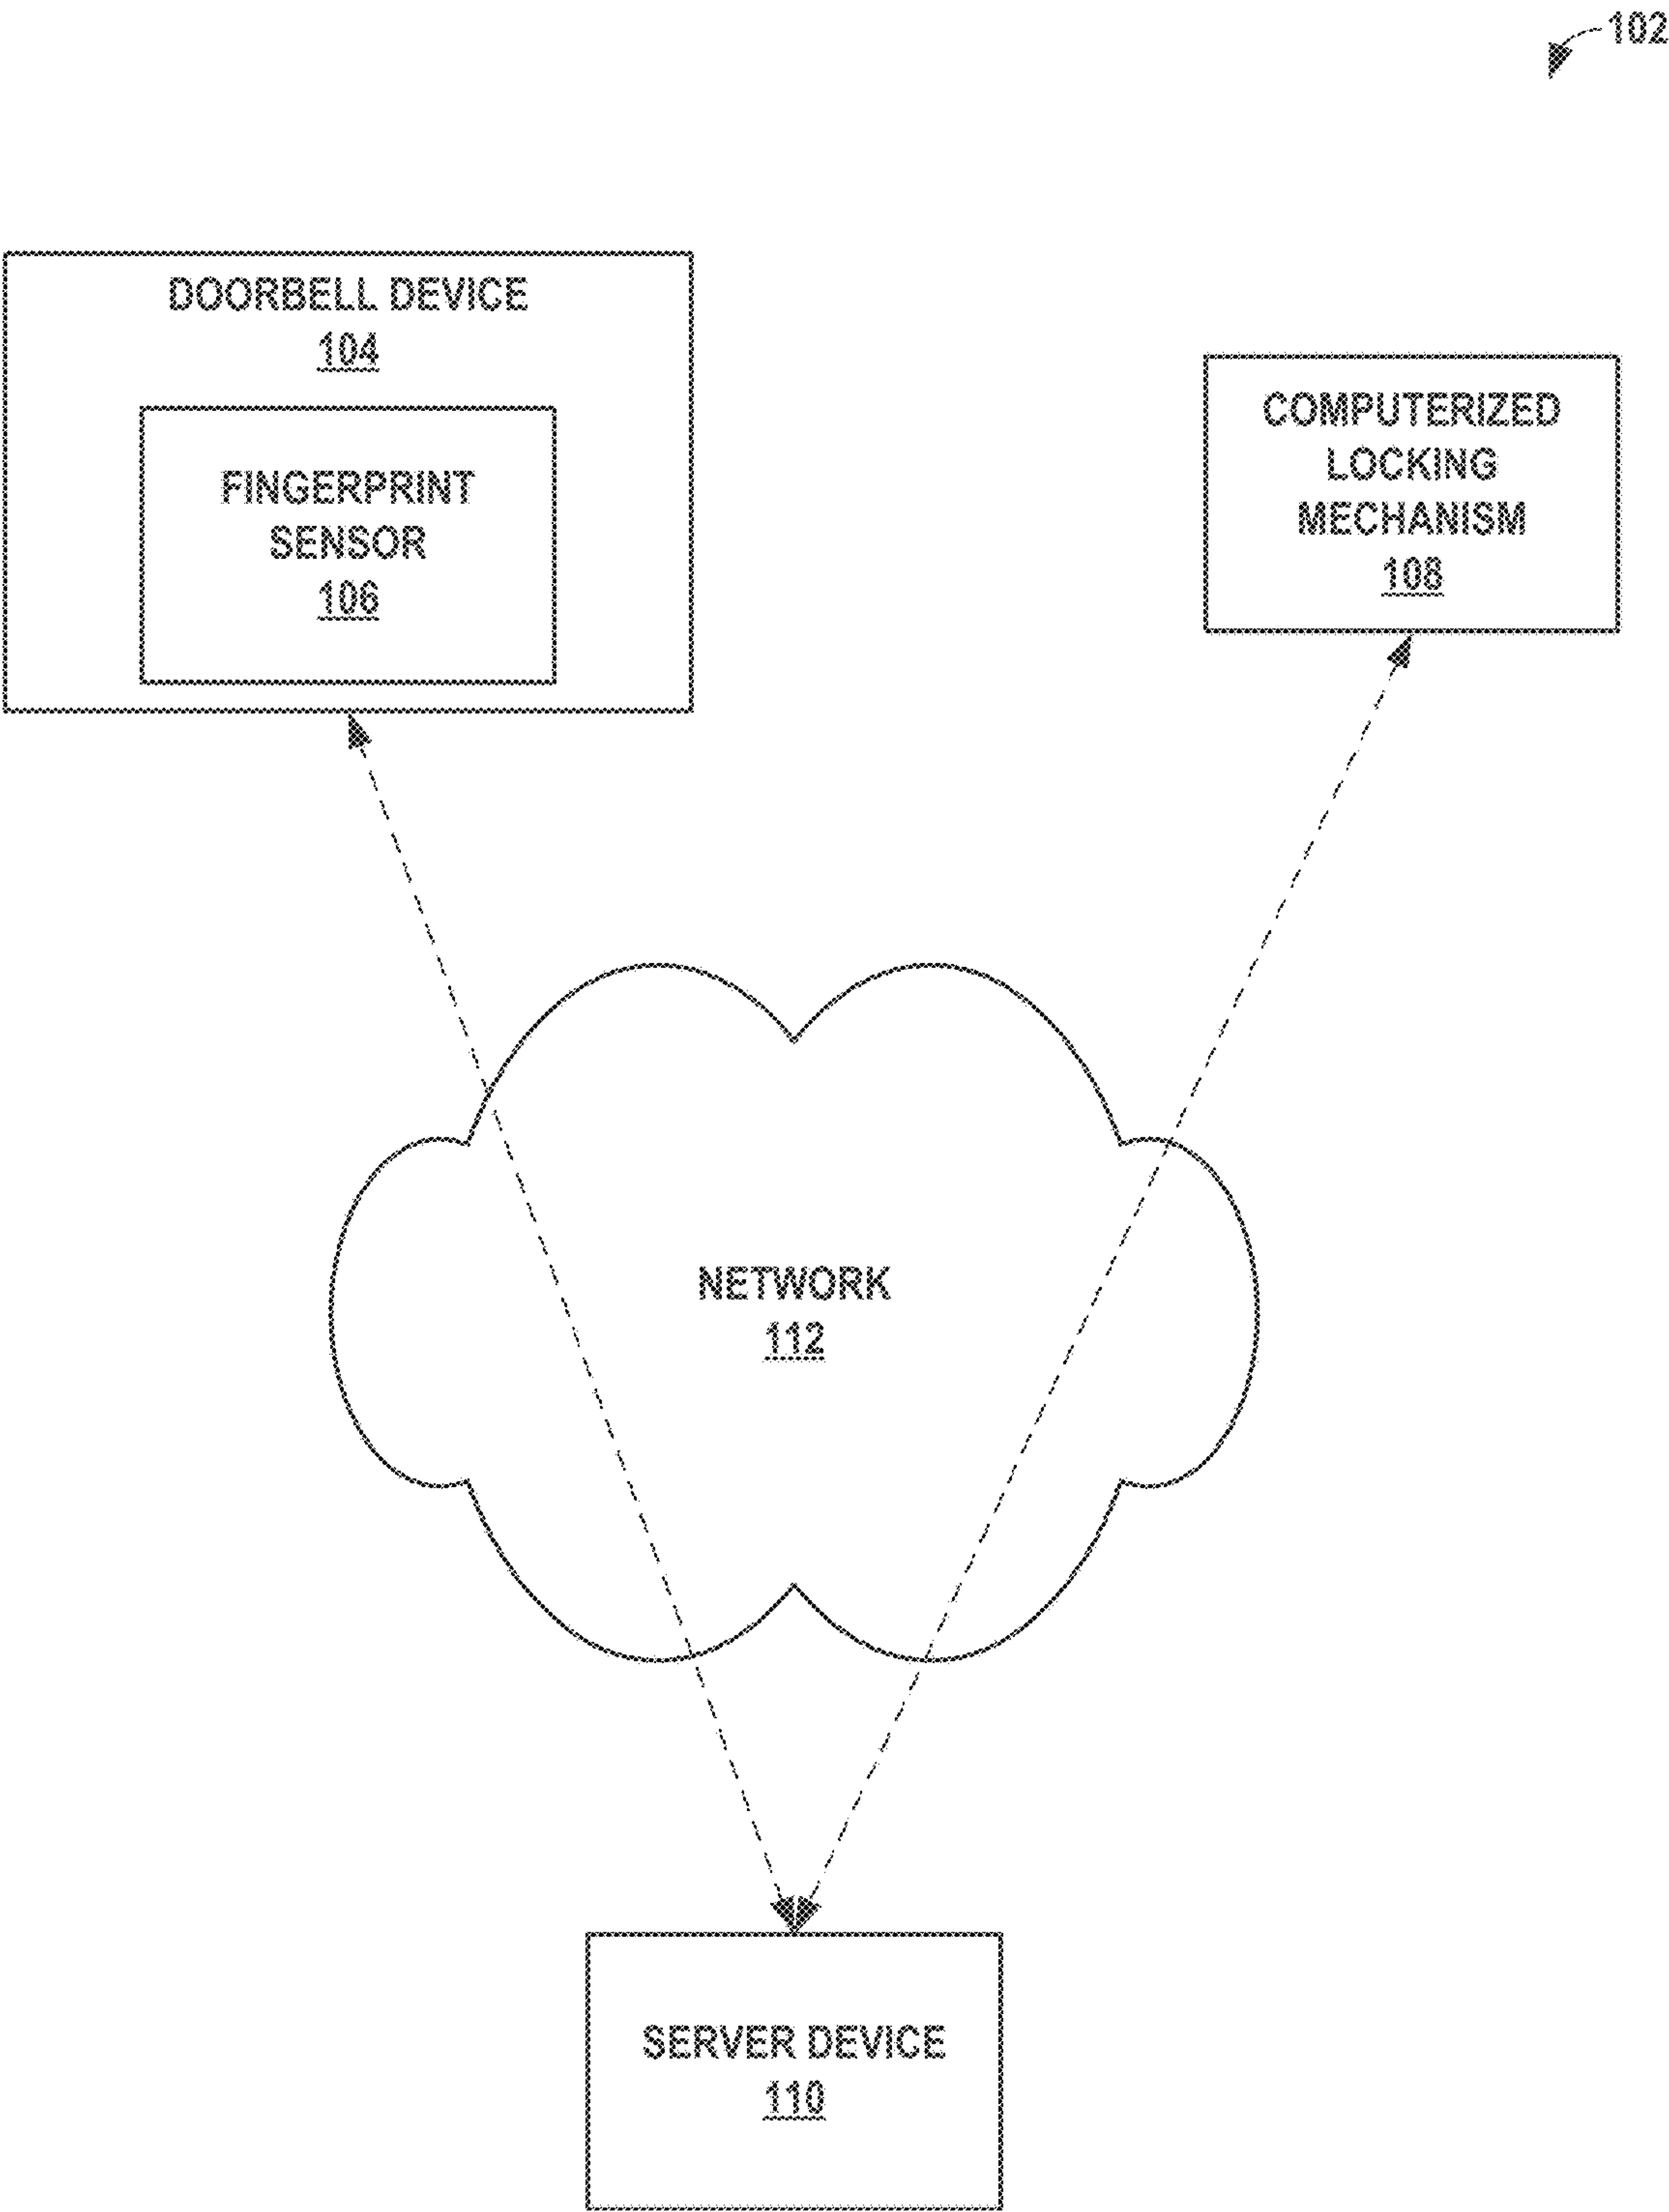 102
DOORBELL DEVICE
104
FINGERPRINT
SENSOR
106
COMPUTERIZED
LOCKING
MECHANISM
108
NETWORK
112
SERVER DEVICE
110